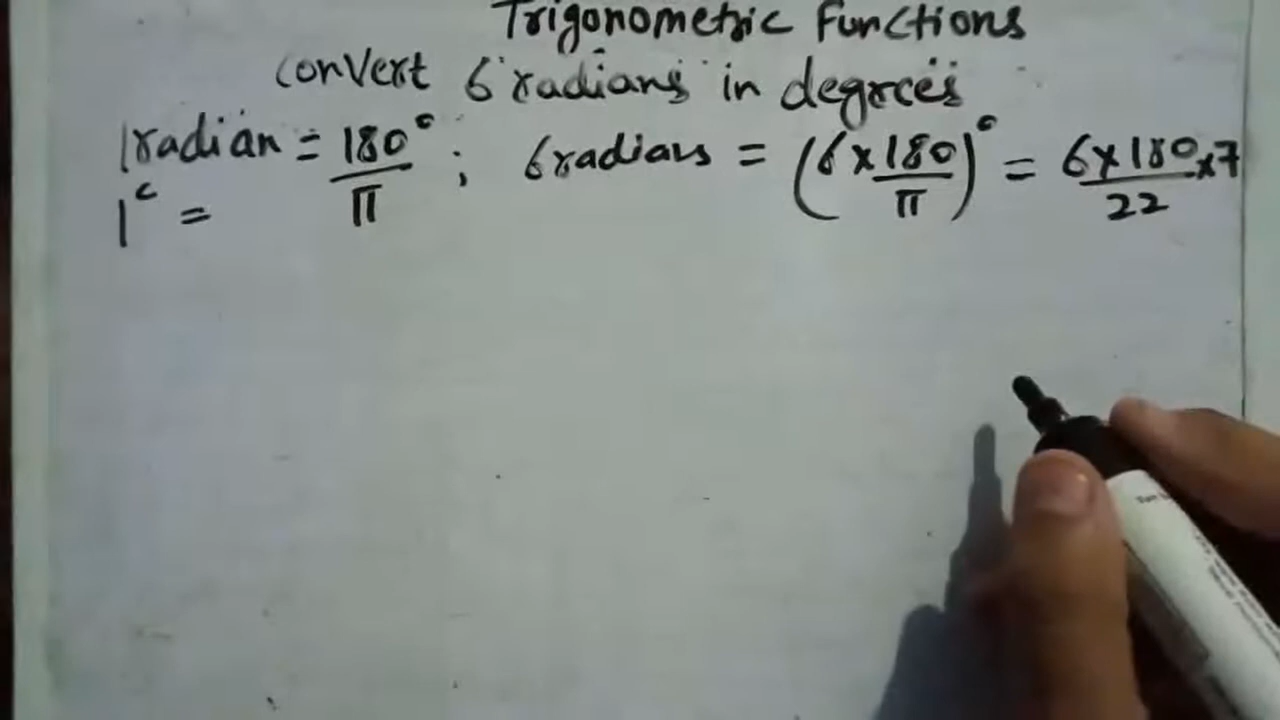 Trigonometric Functions
Convert 6 radians in degrees
1 radian = 180°/π ; 6 radians = (6 × 180/π)° = 6 × 180 × 7/22
1ᶜ =